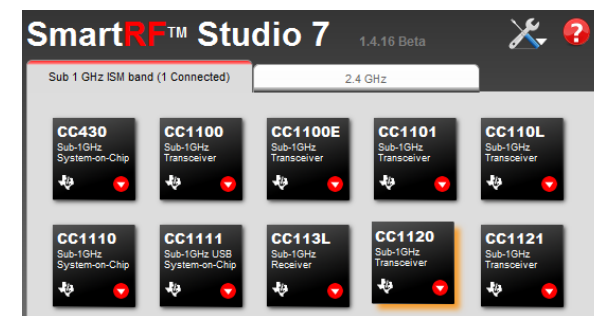 SmartRF™ Studio 7 1.4.16 Beta ?
Sub 1 GHz ISM band (1 Connected) 2.4 GHz
CC430
Sub-1GHz
System-on-Chip
CC1100
Sub-1GHz
Transceiver
CC1100E
Sub-1GHz
Transceiver
CC1101
Sub-1GHz
Transceiver
CC110L
Sub-1GHz
Transceiver
CC1110
Sub-1GHz
System-on-Chip
CC1111
Sub-1GHz USB
System-on-Chip
CC113L
Sub-1GHz
Receiver
CC1120
Sub-1GHz
Transceiver
CC1121
Sub-1GHz
Transceiver